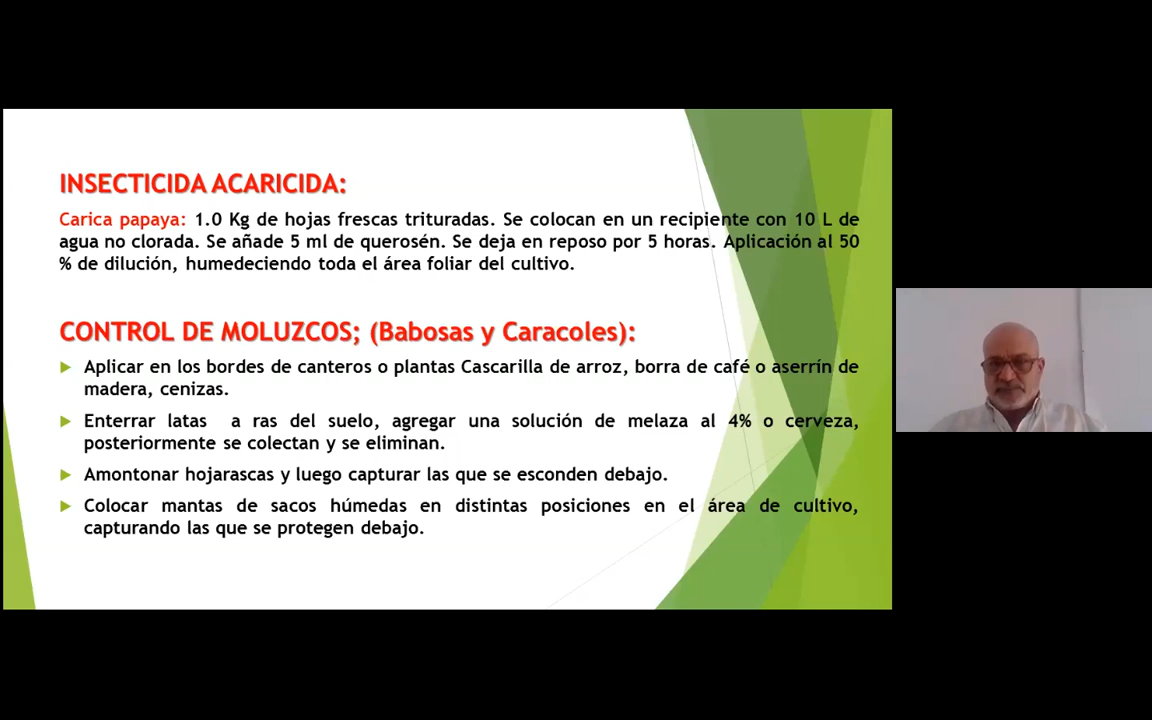 INSECTICIDA ACARICIDA:
Carica papaya: 1.0 Kg de hojas frescas trituradas. Se colocan en un recipiente con 10 L de
agua no clorada. Se añade 5 ml de querosén. Se deja en reposo por 5 horas. Aplicación al 50
% de dilución, humedeciendo toda el área foliar del cultivo.
CONTROL DE MOLUZCOS; (Babosas y Caracoles):
Aplicar en los bordes de canteros o plantas Cascarilla de arroz, borra de café o aserrín de
madera, cenizas.
Enterrar latas a ras del suelo, agregar una solución de melaza al 4% o cerveza,
posteriormente se colectan y se eliminan.
Amontonar hojarascas y luego capturar las que se esconden debajo.
Colocar mantas de sacos húmedas en distintas posiciones en el área de cultivo,
capturando las que se protegen debajo.